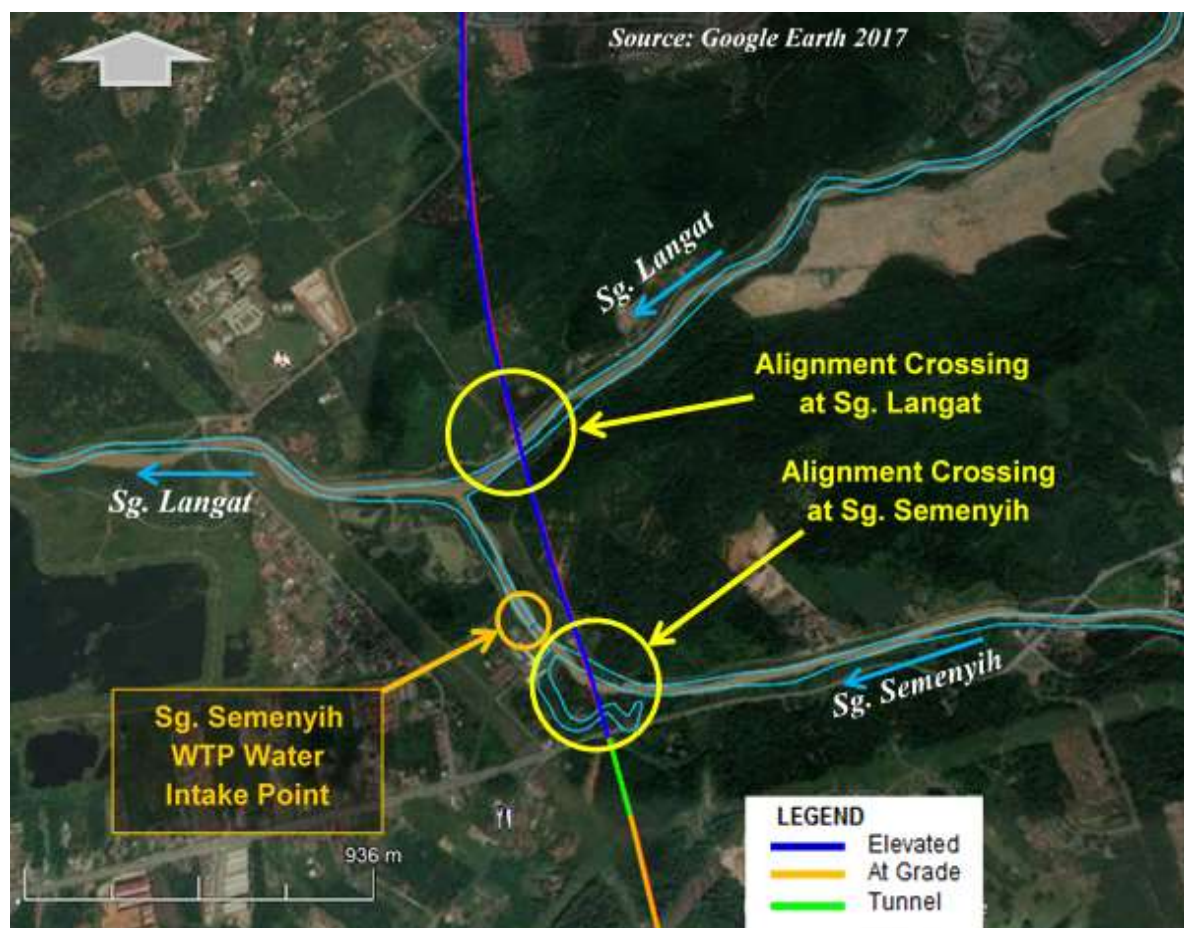 Source: Google Earth 2017
Sg. Langat
Alignment Crossing
at Sg. Langat
Alignment Crossing
at Sg. Semenyih
Sg. Langat
Sg. Semenyih
Sg. Semenyih
WTP Water
Intake Point
936 m
LEGEND
Elevated
At Grade
Tunnel